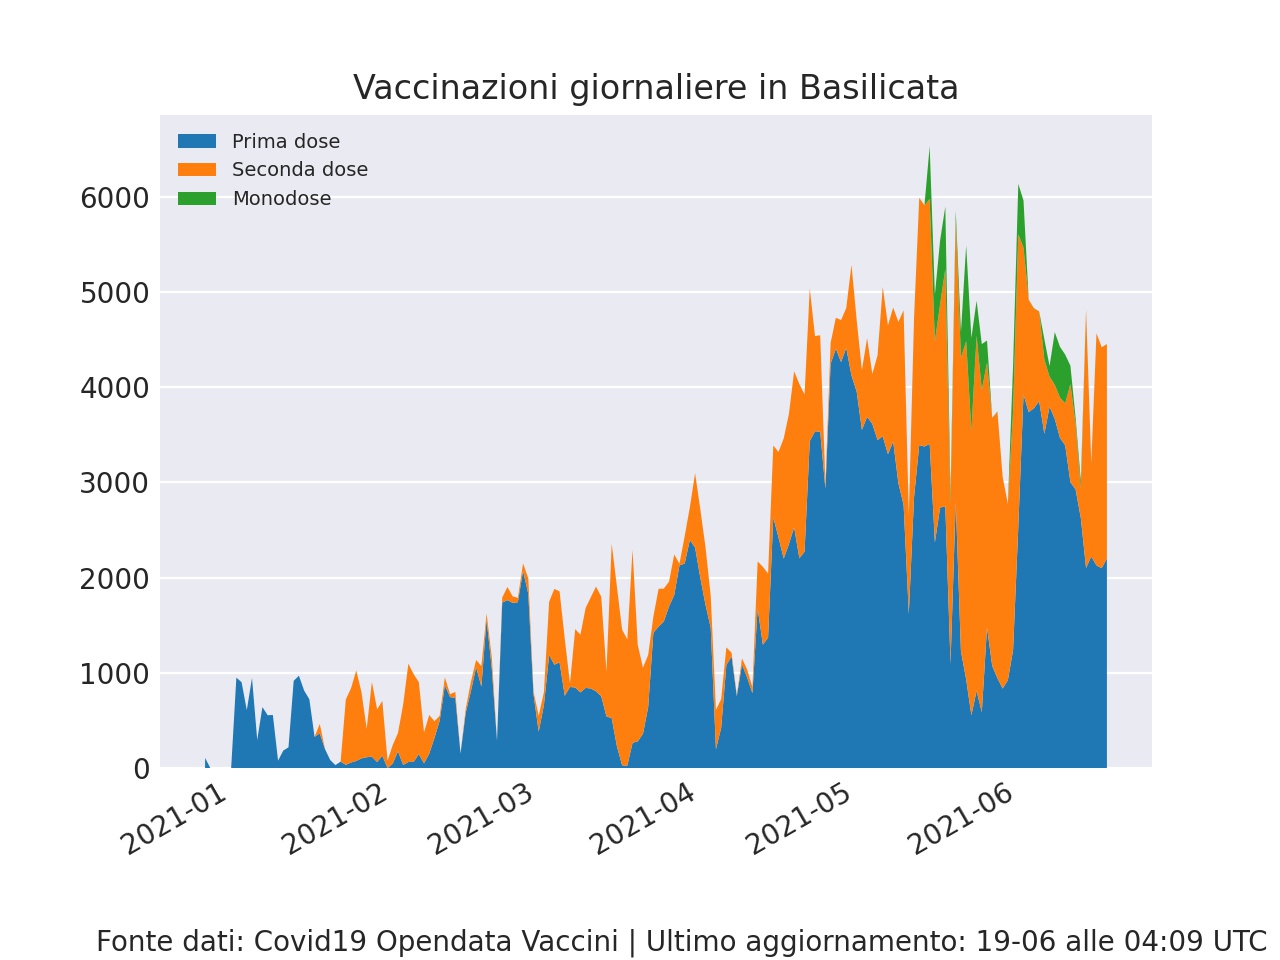 Vaccinazioni giornaliere in Basilicata
Prima dose
Seconda dose
Monodose
6000
5000
4000
3000
2000
1000
0
2021-01
2021-02
2021-03
2021-04
2021-05
2021-06
Fonte dati: Covid19 Opendata Vaccini | Ultimo aggiornamento: 19-06 alle 04:09 UTC